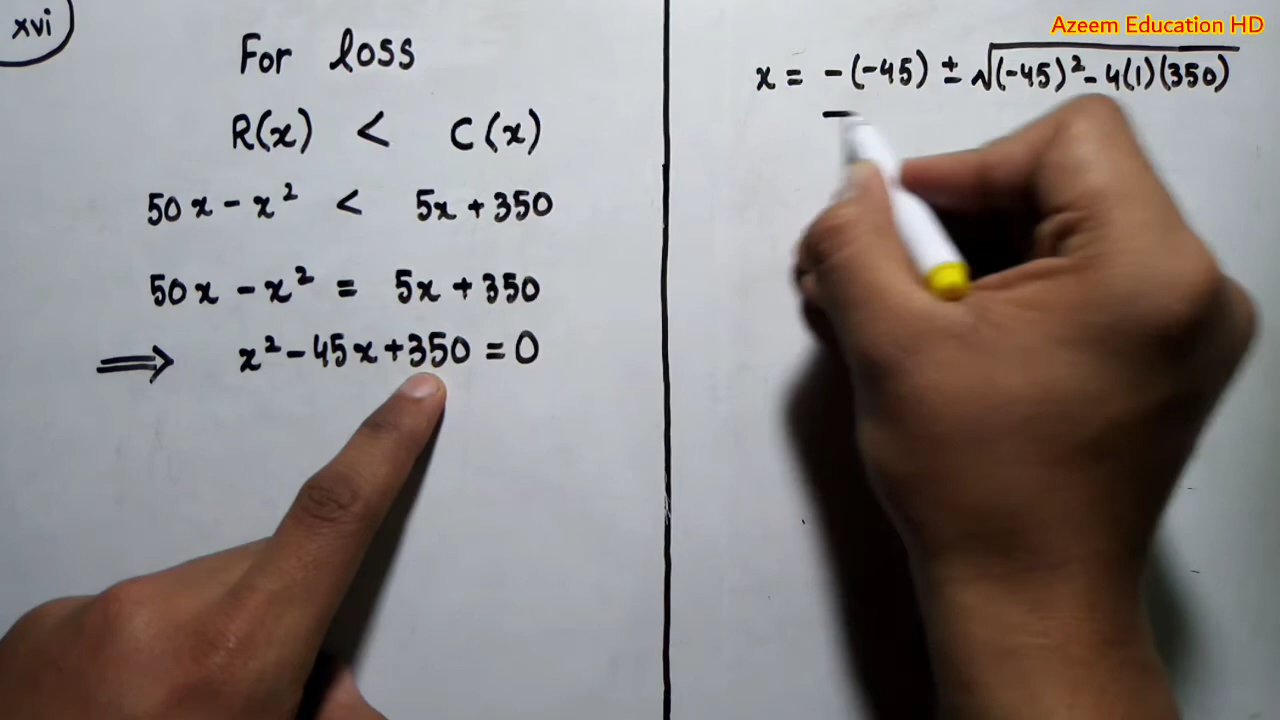 xvi
For loss
R(x) < C(x)
50x - x² < 5x + 350
50x - x² = 5x + 350
⟹ x² - 45x + 350 = 0
Azeem Education HD
x = -(-45) ± √(-45)² - 4(1)(350)